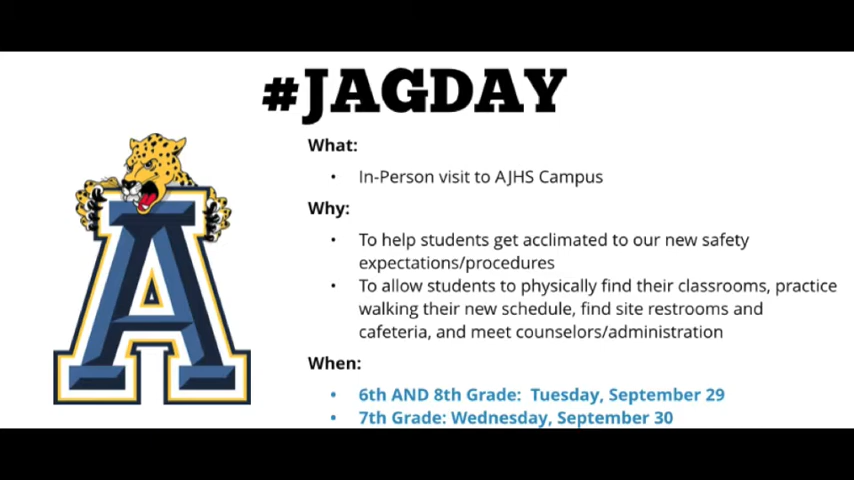 #JAGDAY
What:
• In-Person visit to AJHS Campus
Why:
• To help students get acclimated to our new safety
expectations/procedures
• To allow students to physically find their classrooms, practice
walking their new schedule, find site restrooms and
cafeteria, and meet counselors/administration
When:
• 6th AND 8th Grade: Tuesday, September 29
• 7th Grade: Wednesday, September 30
A